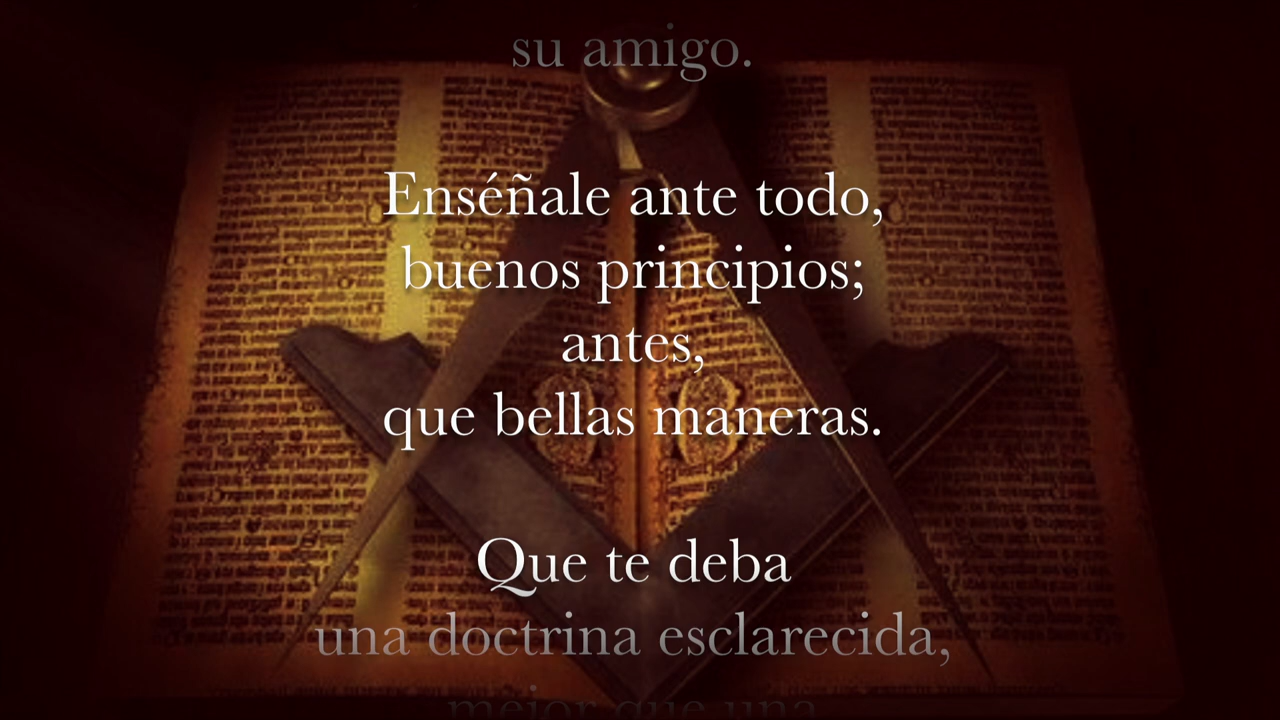 su amigo.
Enséñale ante todo,
buenos principios;
antes,
que bellas maneras.
Que te deba
una doctrina esclarecida,
mejor que una